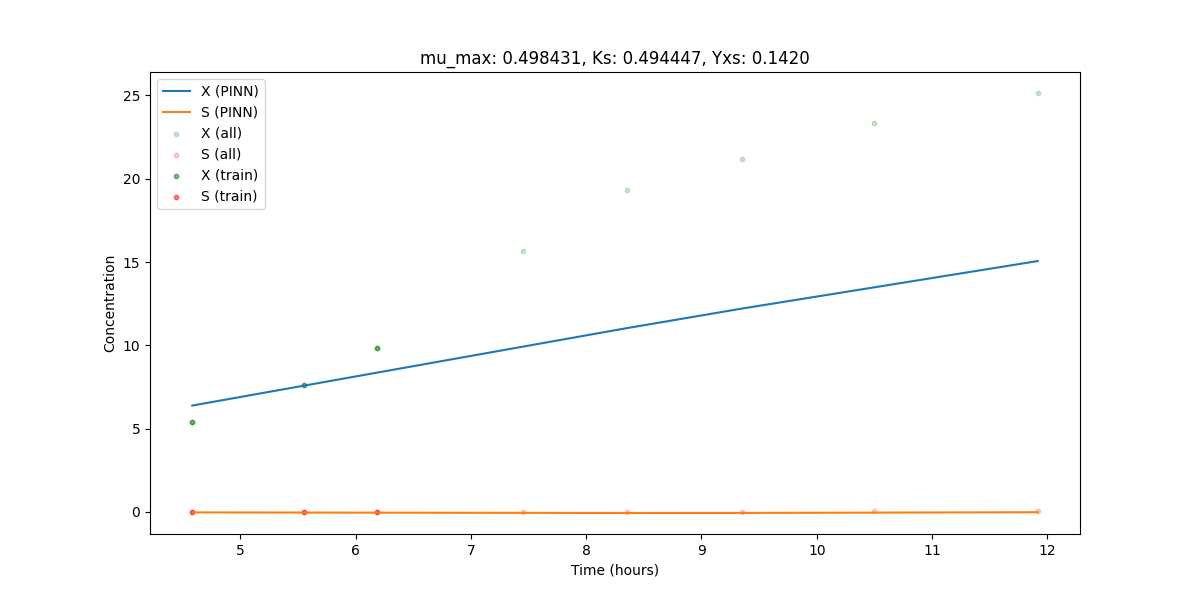 mu_max: 0.498431, Ks: 0.494447, Yxs: 0.1420
X (PINN)
S (PINN)
X (all)
S (all)
X (train)
S (train)
25
20
15
10
5
0
Concentration
5 6 7 8 9 10 11 12
Time (hours)